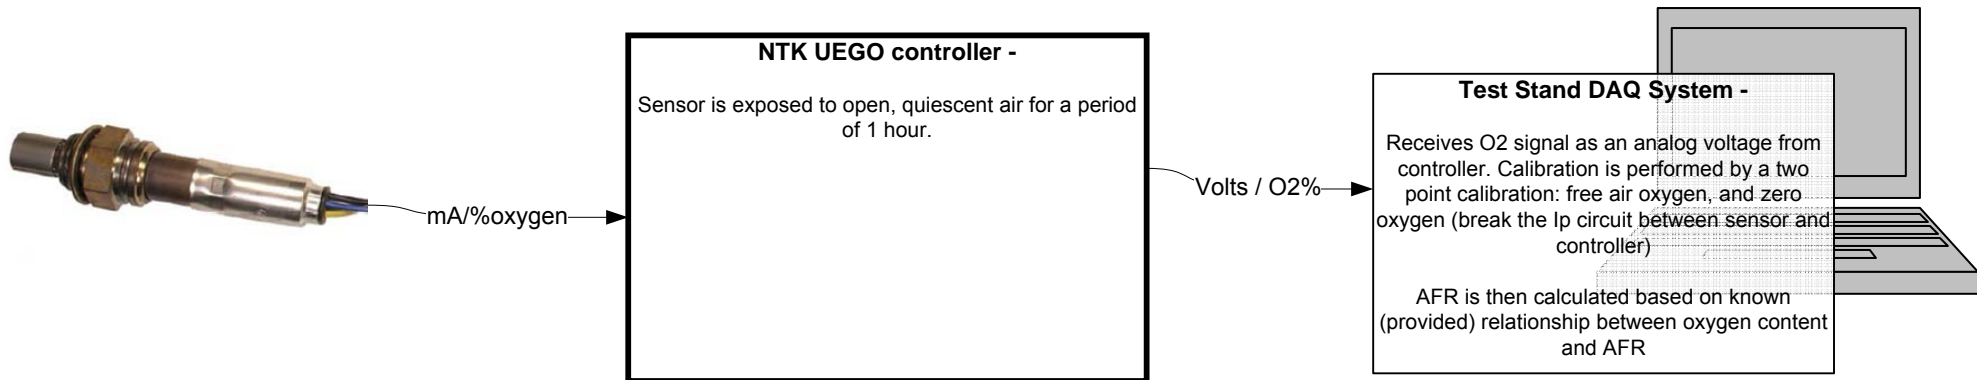 NTK UEGO controller -
Sensor is exposed to open, quiescent air for a period
of 1 hour.
mA/%oxygen
Volts / O2%
Test Stand DAQ System -
Receives O2 signal as an analog voltage from
controller. Calibration is performed by a two
point calibration: free air oxygen, and zero
oxygen (break the Ip circuit between sensor and
controller)
AFR is then calculated based on known
(provided) relationship between oxygen content
and AFR